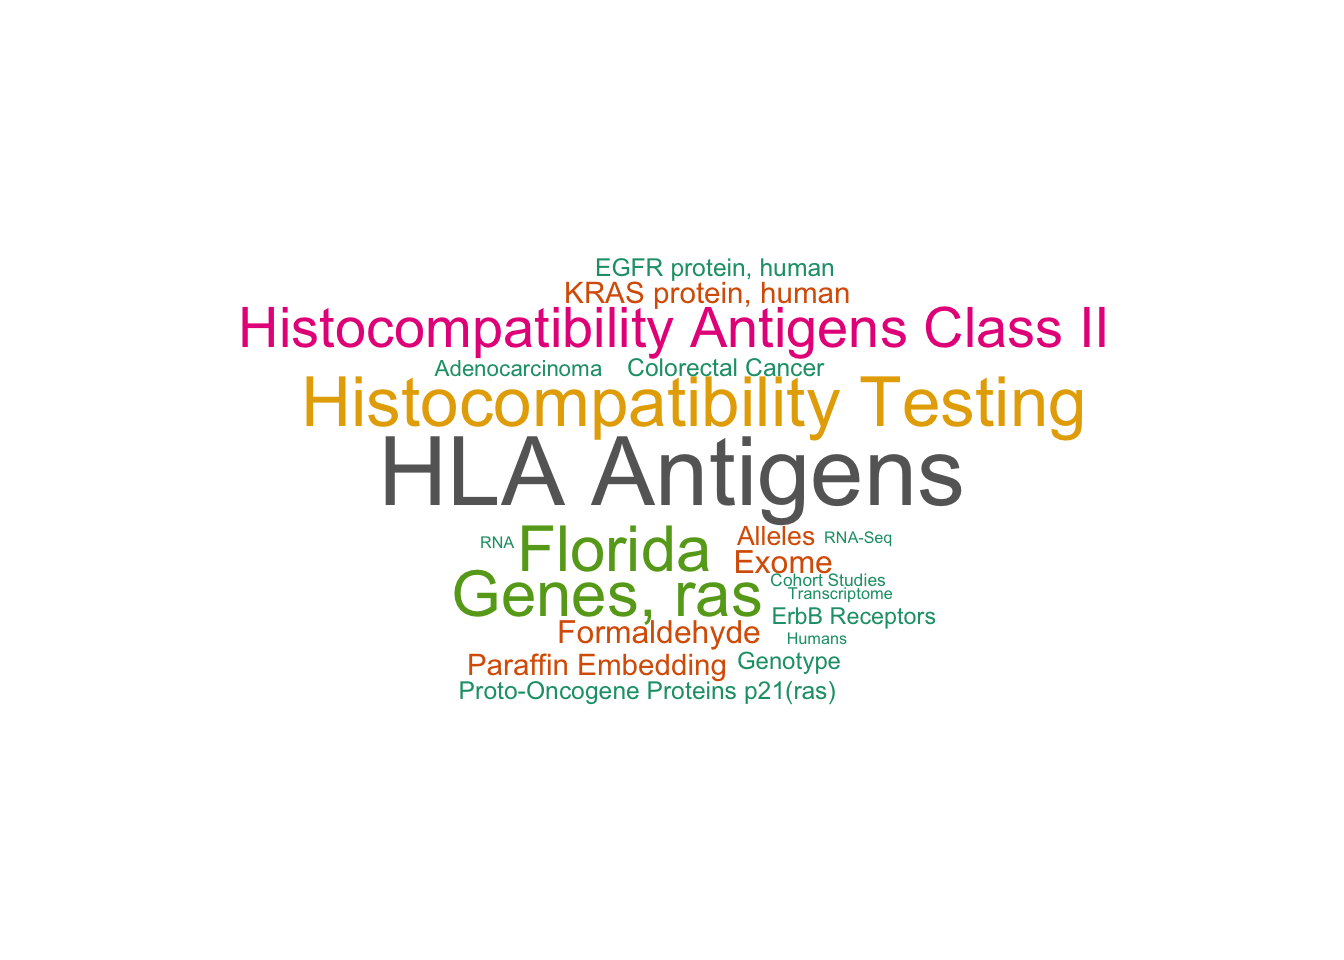 EGFR protein, human
KRAS protein, human
Histocompatibility Antigens Class II
Adenocarcinoma
Colorectal Cancer
Histocompatibility Testing
HLA Antigens
RNA
Florida
Alleles
RNA-Seq
Exome
Genes, ras
Cohort Studies
Transcriptome
ErbB Receptors
Formaldehyde
Humans
Paraffin Embedding
Genotype
Proto-Oncogene Proteins p21(ras)